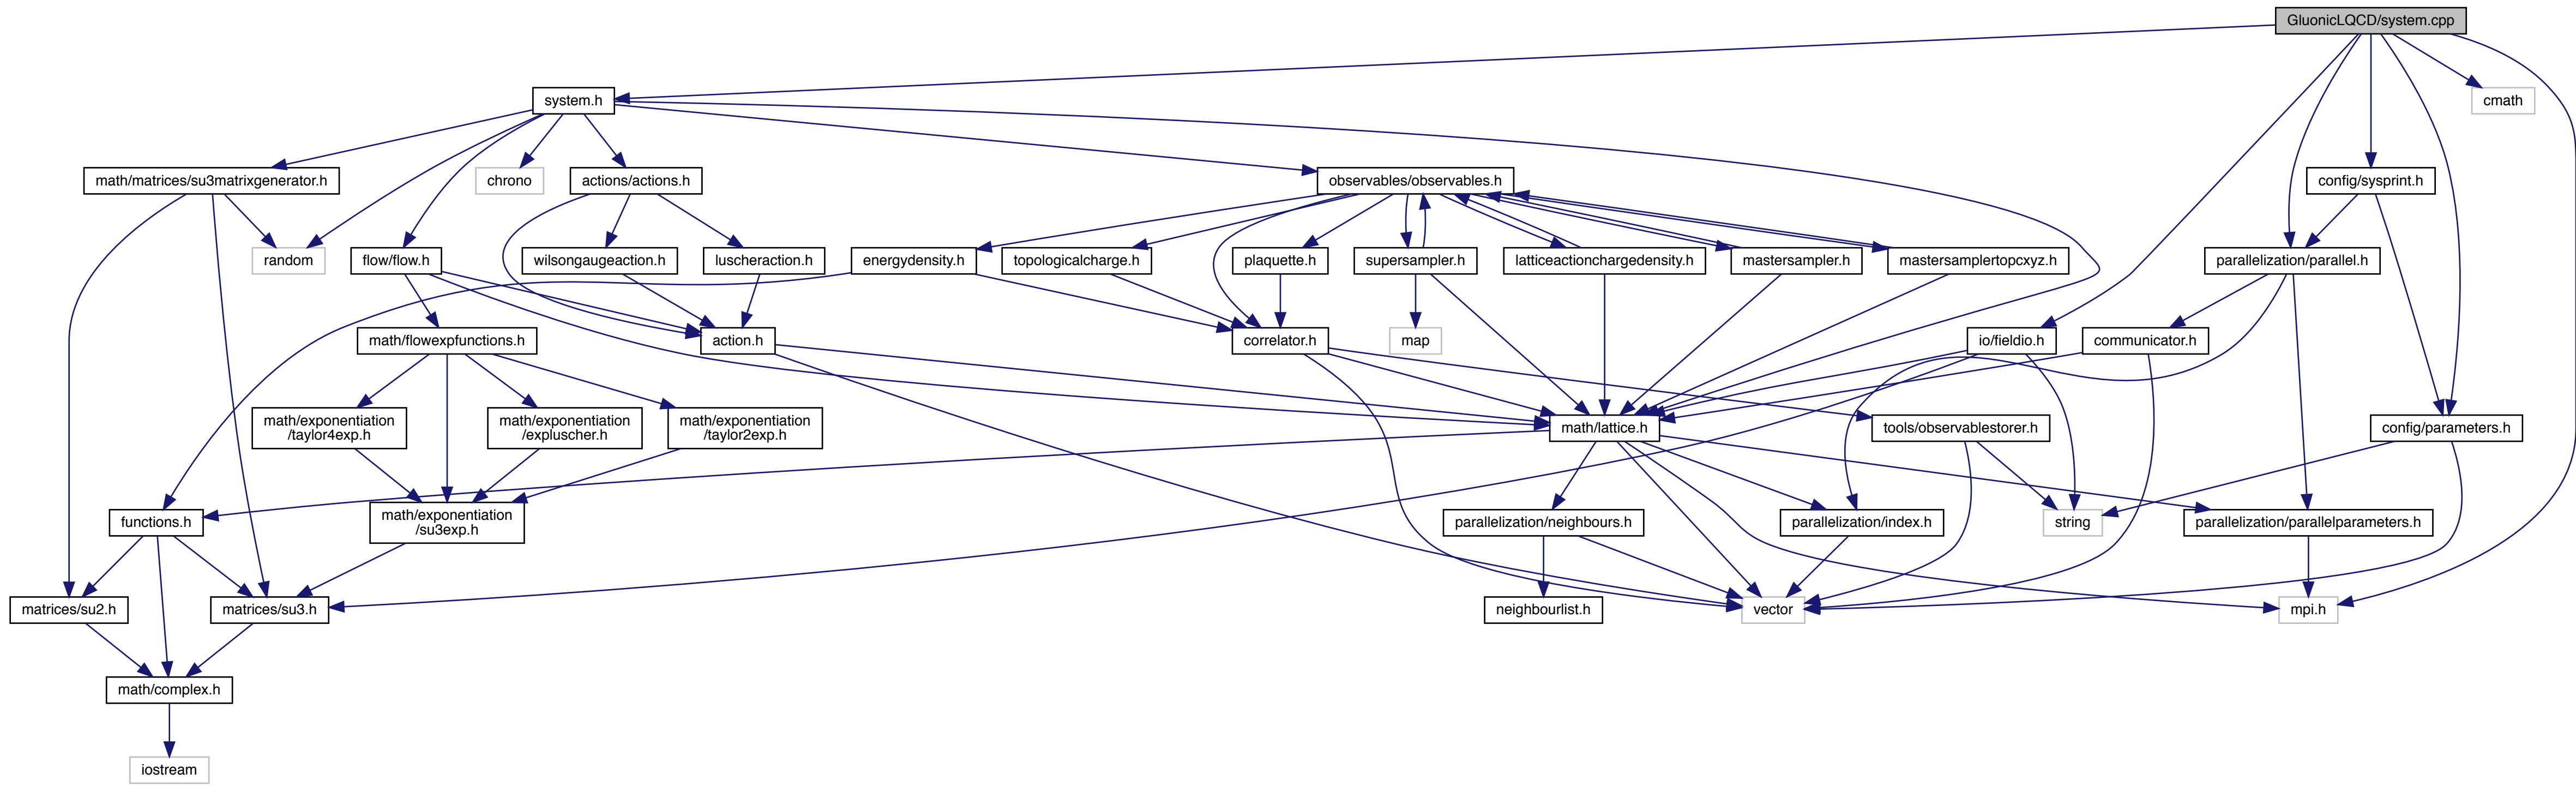 GluonicLQCD/system.cpp
system.h
cmath
math/matrices/su3matrixgenerator.h
chrono
actions/actions.h
observables/observables.h
config/sysprint.h
random
flow/flow.h
wilsongaugeaction.h
luscheraction.h
energydensity.h
topologicalcharge.h
plaquette.h
supersampler.h
latticeactionchargedensity.h
mastersampler.h
mastersamplertopcxyz.h
parallelization/parallel.h
math/flowexpfunctions.h
action.h
correlator.h
map
io/fieldio.h
communicator.h
math/exponentiation
/taylor4exp.h
math/exponentiation
/expluscher.h
math/exponentiation
/taylor2exp.h
math/lattice.h
tools/observablestorer.h
config/parameters.h
functions.h
math/exponentiation
/su3exp.h
parallelization/neighbours.h
parallelization/index.h
string
parallelization/parallelparameters.h
matrices/su2.h
matrices/su3.h
neighbourlist.h
vector
mpi.h
math/complex.h
iostream